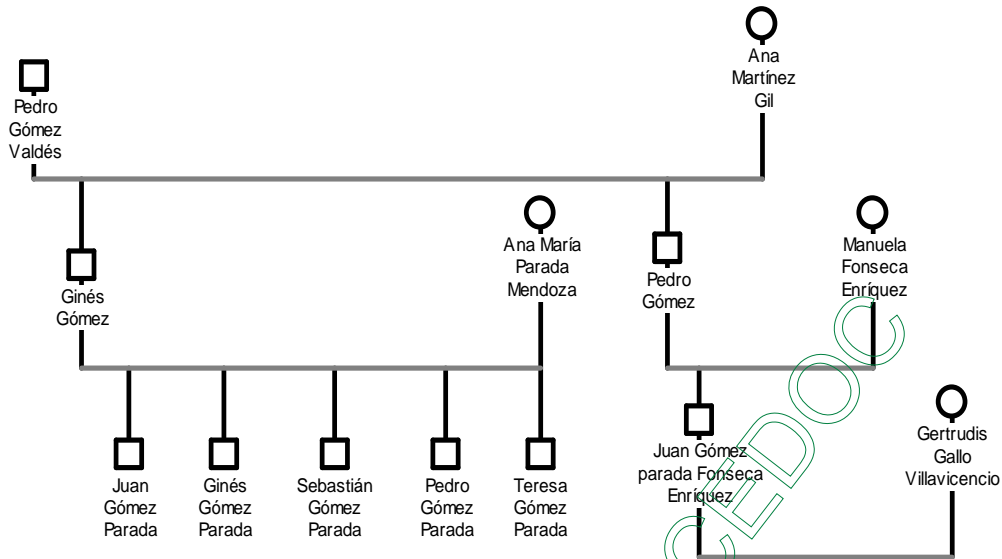 Ana
Martínez
Gil
Pedro
Gómez
Valdés
Ana María
Parada
Mendoza
Manuela
Fonseca
Enríquez
Pedro
Gómez
Ginés
Gómez
Gertrudis
Gallo
Villavicencio
Juan Gómez
parada Fonseca
Enríquez
Juan
Gómez
Parada
Ginés
Gómez
Parada
Sebastián
Gómez
Parada
Pedro
Gómez
Parada
Teresa
Gómez
Parada
CEDOC